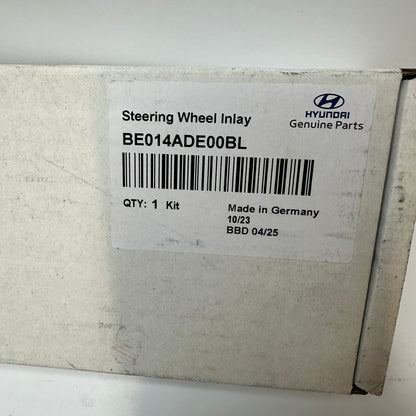 Steering Wheel Inlay
BE014ADE00BL
HYUNDAI
Genuine Parts
QTY: 1 Kit
Made in Germany
10/23
BBD 04/25